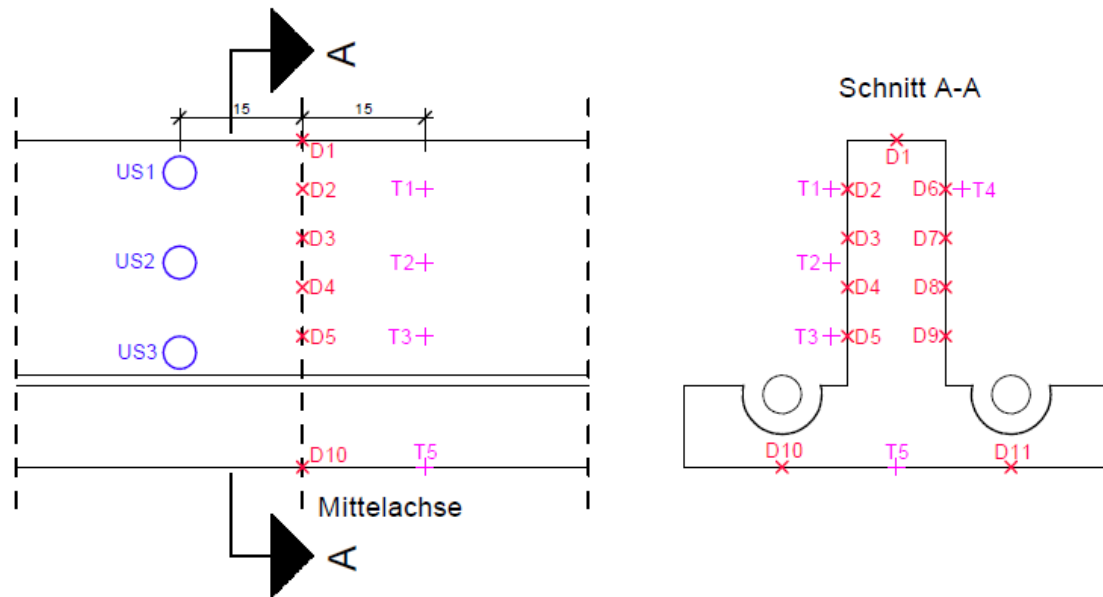 A
15 15
US1
D1
D2
T1
D3
US2
T2
D4
D5
T3
US3
D10
T5
Mittelachse
A
Schnitt A-A
D1
T1
D2
D6
T4
D3
D7
T2
D4
D8
T3
D5
D9
D10
T5
D11